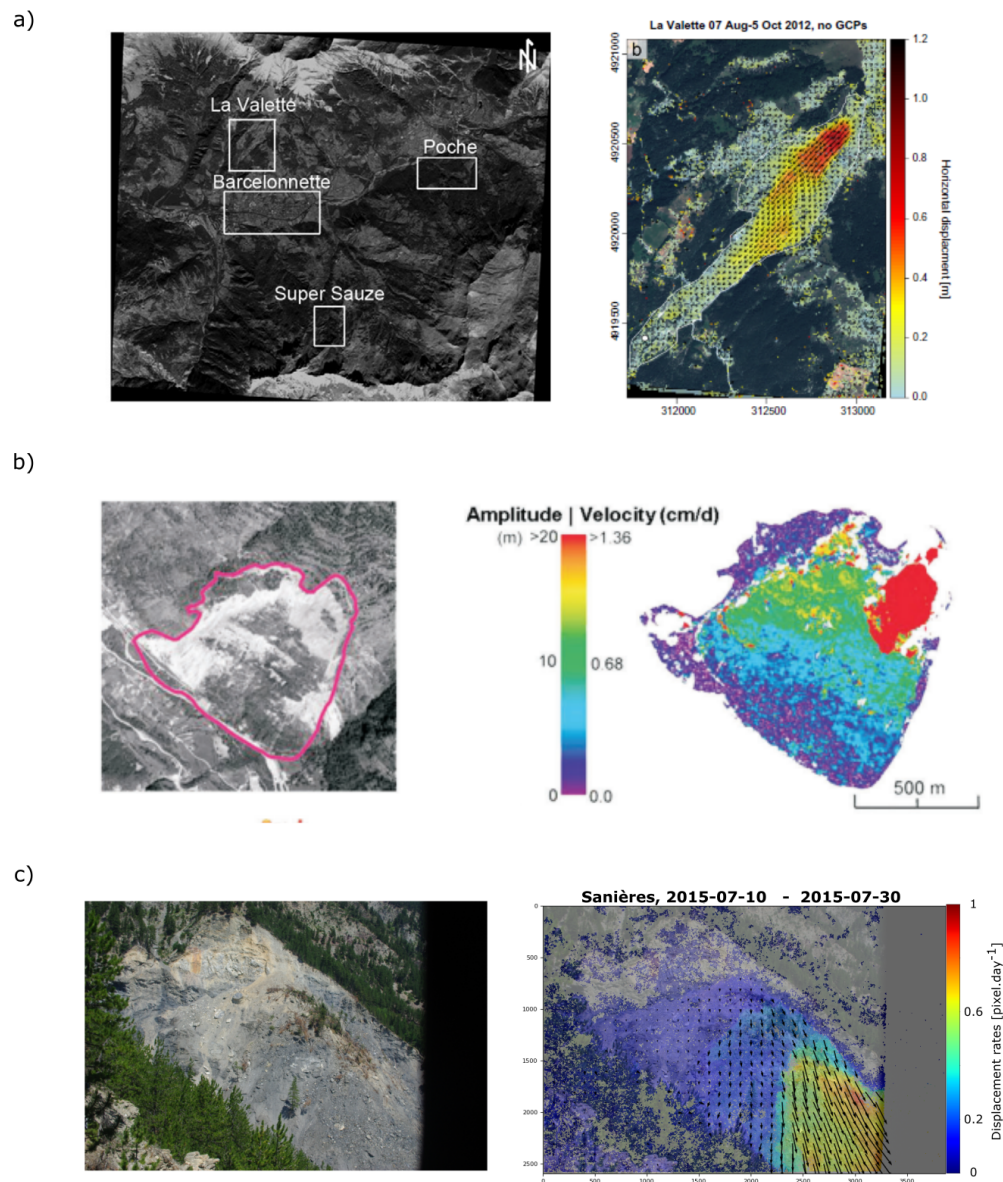 a)
N
La Valette
Poche
Barcelonnette
Super Sauze
La Valette 07 Aug-5 Oct 2012, no GCPs
b
4921000
4920500
4920000
4919500
312000
312500
313000
1.2
1.0
0.8
0.6
0.4
0.2
0.0
Horizontal displacment [m]
b)
Amplitude | Velocity (cm/d)
(m) >20 >1.36
10 0.68
0 0.0
500 m
c)
Sanières, 2015-07-10 - 2015-07-30
0
500
1000
1500
2000
2500
0
500
1000
1500
2000
2500
3000
3500
1
0.6
0.2
0
Displacement rates [pixel.day-1]